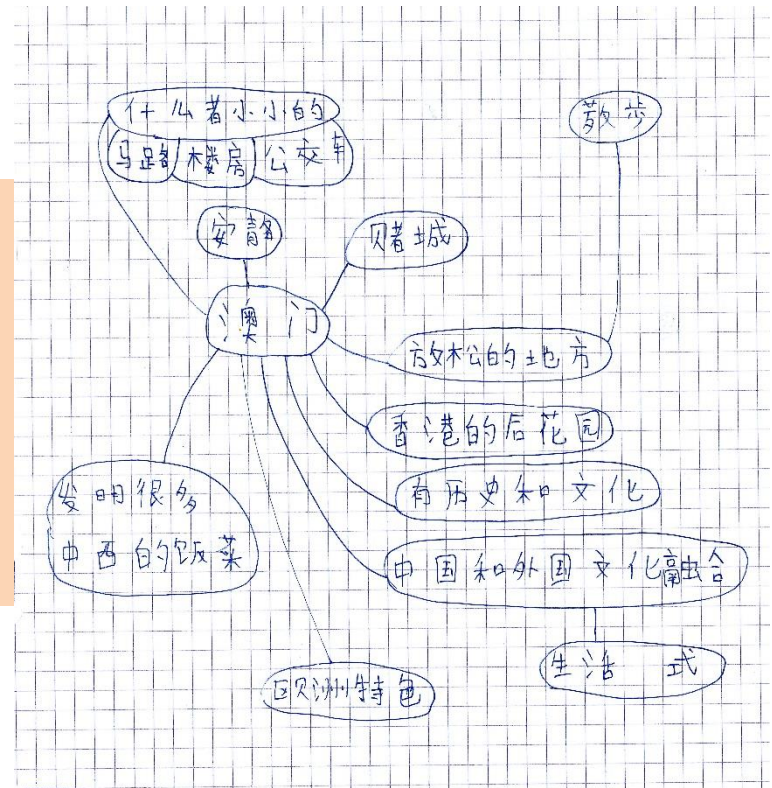 什么者小小的
散步
马路 楼房 公交车
安静
赌城
澳门
放松的地方
香港的后花园
有历史和文化
发明很多
中西的饭菜
中国和外国文化融合
生活 式
欧洲特色